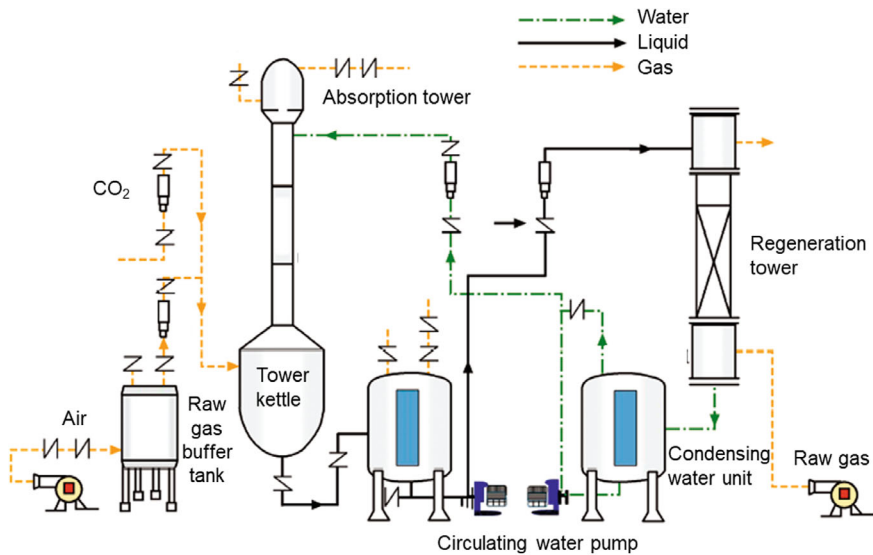 Water
Liquid
Gas
Absorption tower
CO2
Regeneration
tower
Tower
kettle
Raw
gas
buffer
tank
Air
Condensing
water unit
Raw gas
Circulating water pump